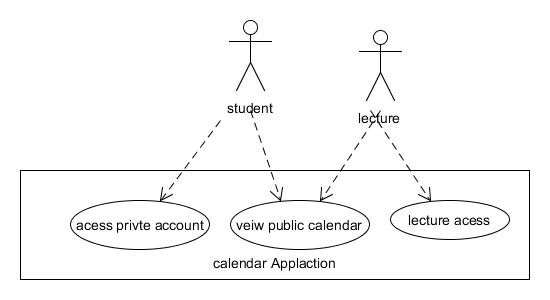 student
lecture
acess privte account
veiw public calendar
lecture acess
calendar Applaction